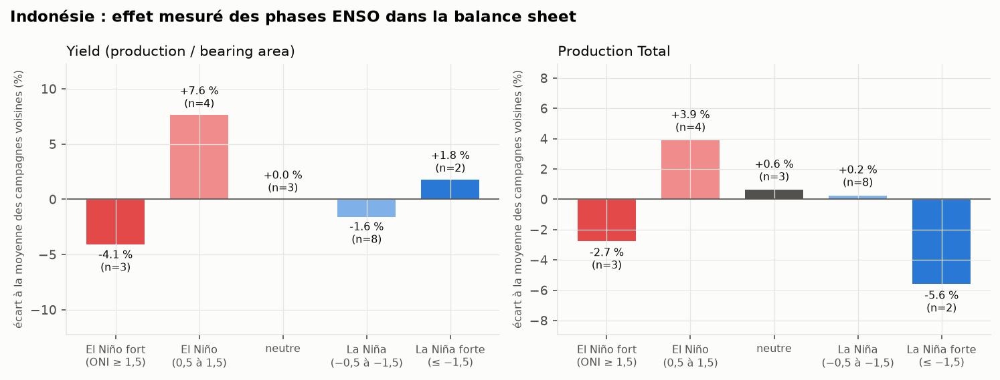 Indonésie : effet mesuré des phases ENSO dans la balance sheet
Yield (production / bearing area)
écart à la moyenne des campagnes voisines (%)
10
5
0
−5
−10
+7.6 %
(n=4)
+0.0 %
(n=3)
+1.8 %
(n=2)
-4.1 %
(n=3)
-1.6 %
(n=8)
El Niño fort
(ONI ≥ 1,5)
El Niño
(0,5 à 1,5)
neutre
La Niña
(−0,5 à −1,5)
La Niña forte
(≤ −1,5)
Production Total
écart à la moyenne des campagnes voisines (%)
8
6
4
2
0
−2
−4
−6
−8
+3.9 %
(n=4)
+0.6 %
(n=3)
+0.2 %
(n=8)
-2.7 %
(n=3)
-5.6 %
(n=2)
El Niño fort
(ONI ≥ 1,5)
El Niño
(0,5 à 1,5)
neutre
La Niña
(−0,5 à −1,5)
La Niña forte
(≤ −1,5)